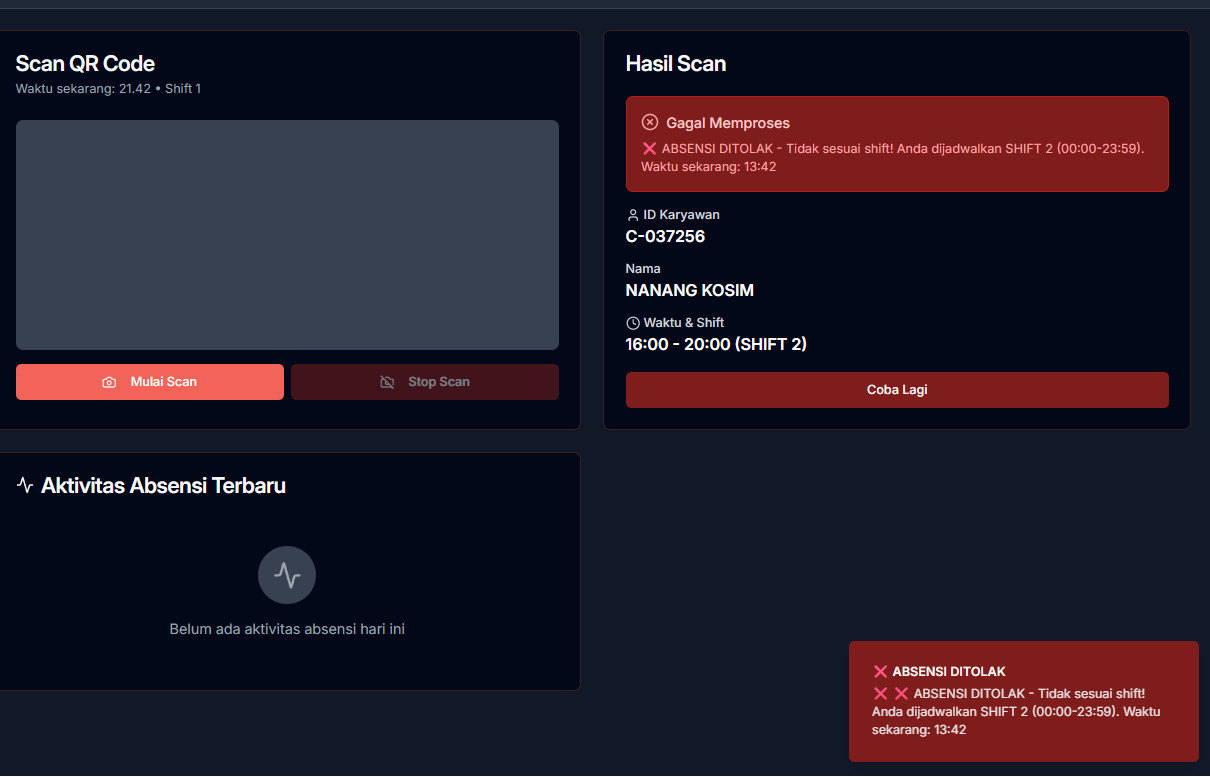 Scan QR Code
Waktu sekarang: 21.42 • Shift 1
Mulai Scan
Stop Scan
Hasil Scan
Gagal Memproses
❌ ABSENSI DITOLAK - Tidak sesuai shift! Anda dijadwalkan SHIFT 2 (00:00-23:59).
Waktu sekarang: 13:42
ID Karyawan
C-037256
Nama
NANANG KOSIM
Waktu & Shift
16:00 - 20:00 (SHIFT 2)
Coba Lagi
Aktivitas Absensi Terbaru
Belum ada aktivitas absensi hari ini
❌ ABSENSI DITOLAK
❌ ❌ ABSENSI DITOLAK - Tidak sesuai shift!
Anda dijadwalkan SHIFT 2 (00:00-23:59). Waktu
sekarang: 13:42